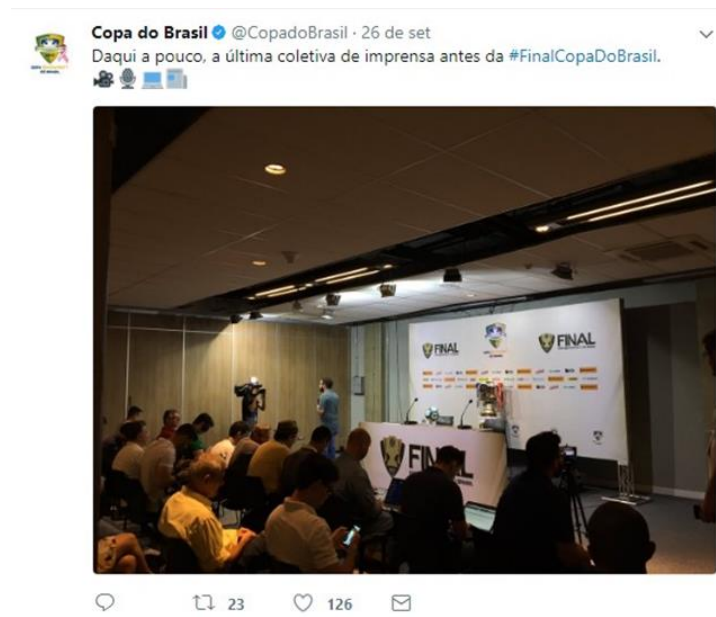 Copa do Brasil @CopadoBrasil · 26 de set
Daqui a pouco, a última coletiva de imprensa antes da #FinalCopaDoBrasil.
FINAL
FINAL
FINAL
23 126